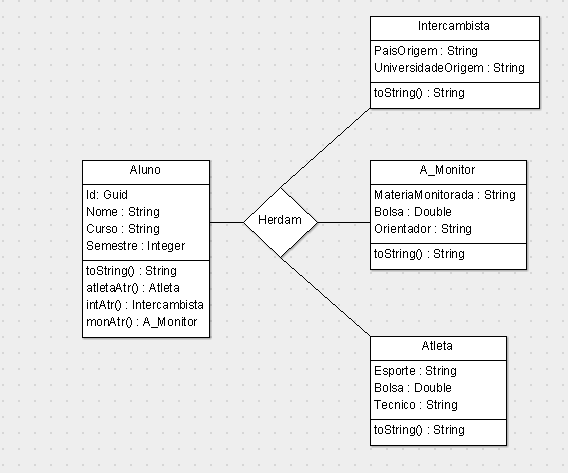 Intercambista
PaisOrigem : String
UniversidadeOrigem : String
toString() : String
Aluno
Id: Guid
Nome : String
Curso : String
Semestre : Integer
toString() : String
atletaAtr() : Atleta
intAtr() : Intercambista
monAtr() : A_Monitor
Herdam
A_Monitor
MateriaMonitorada : String
Bolsa : Double
Orientador : String
toString() : String
Atleta
Esporte : String
Bolsa : Double
Tecnico : String
toString() : String